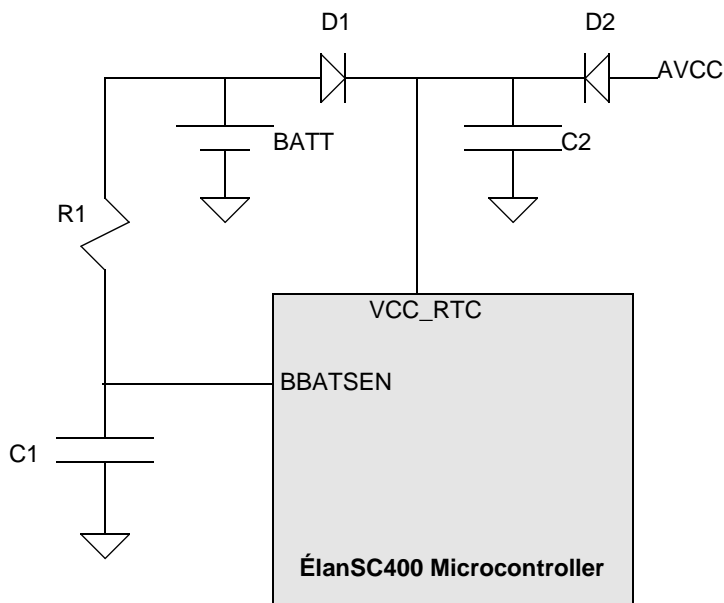 D1
D2
AVCC
BATT
C2
R1
VCC_RTC
BBATSEN
C1
ÉlanSC400 Microcontroller